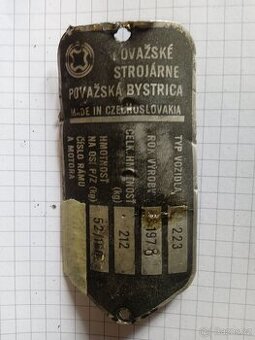 POVAŽSKÉ
STROJÁRNE
POVAŽSKÁ BYSTRICA
MADE IN CZECHOSLOVAKIA
TYP VOZIDLA
223
ROK VÝROBY
1978
CELK. HMOTNOSŤ
(kg)
212
HMOTNOSŤ
NA OSI P/Z (kg)
ČÍSLO RÁMU
A MOTORA